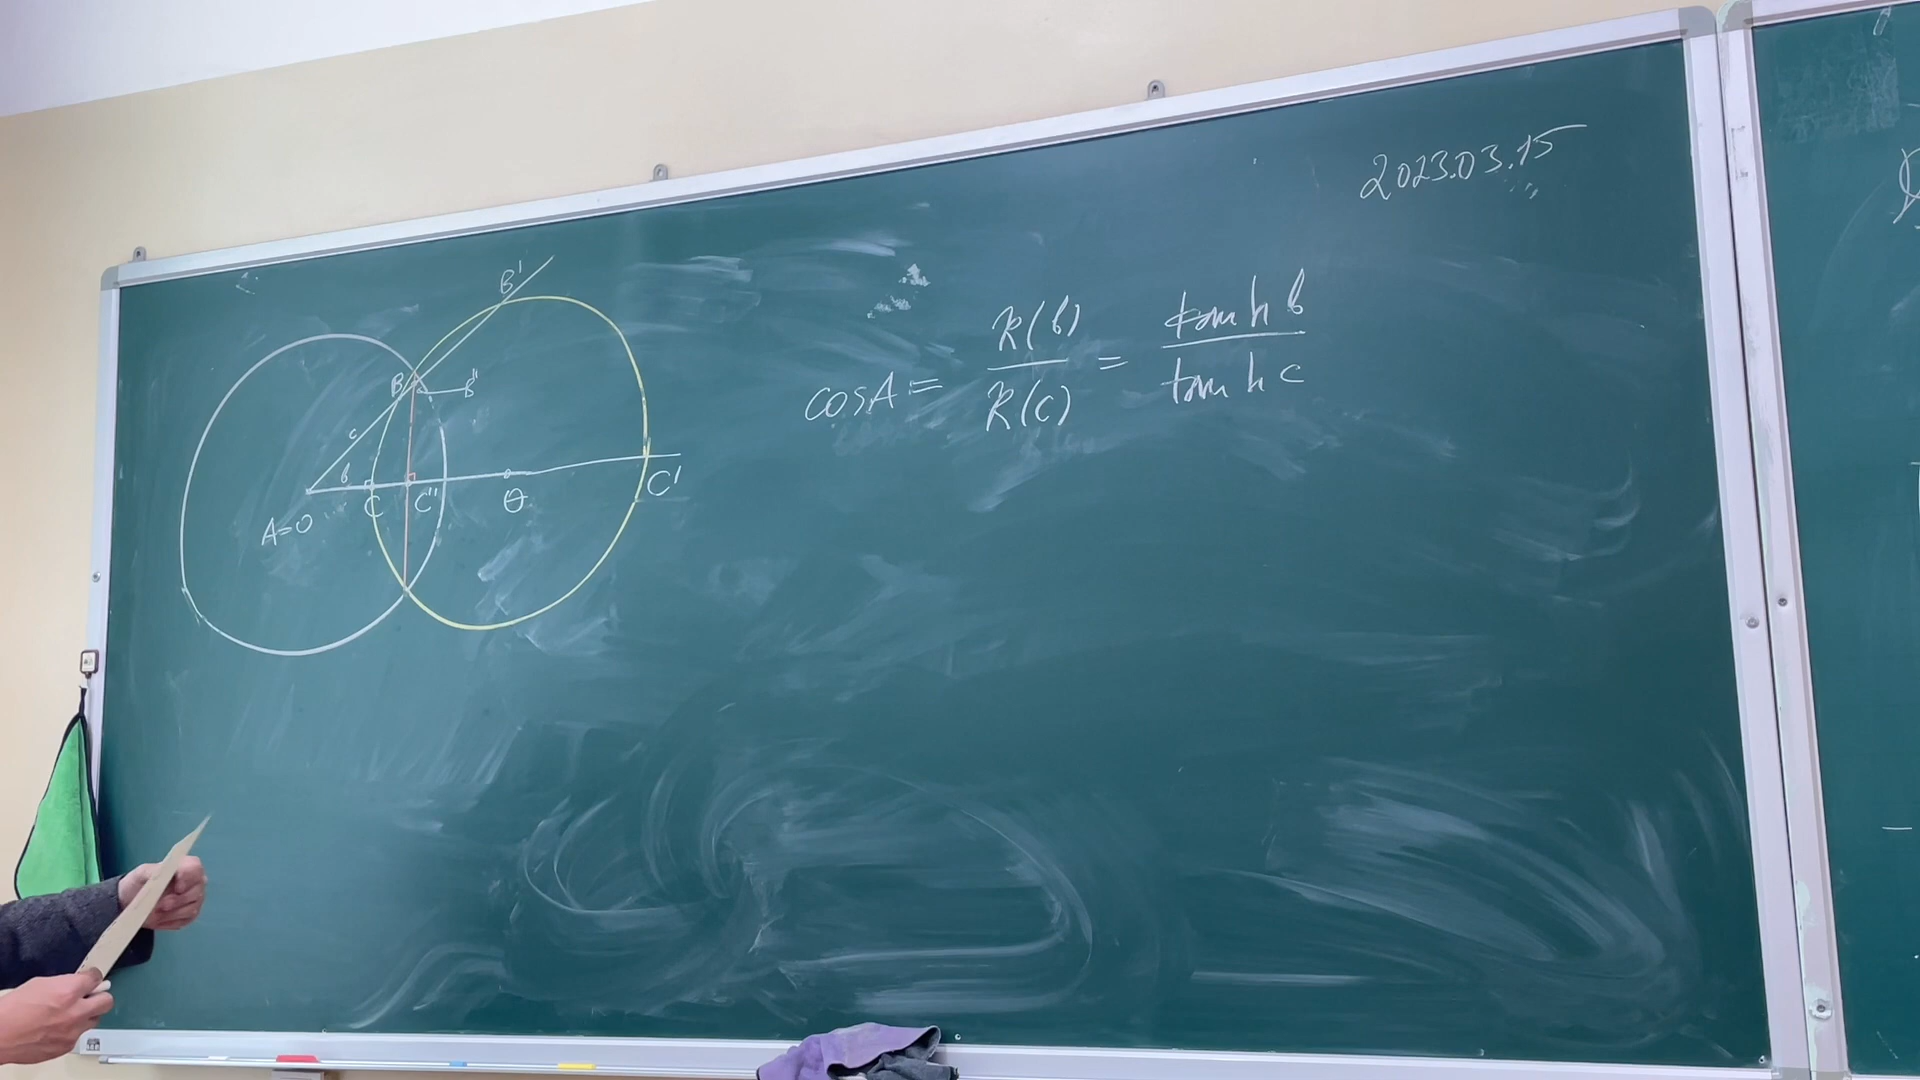 2023.03.15
B'
B
B"
c
b
A=O
C
C"
O
C'
cosA = K(b)/K(c) = tanh b/tanh c